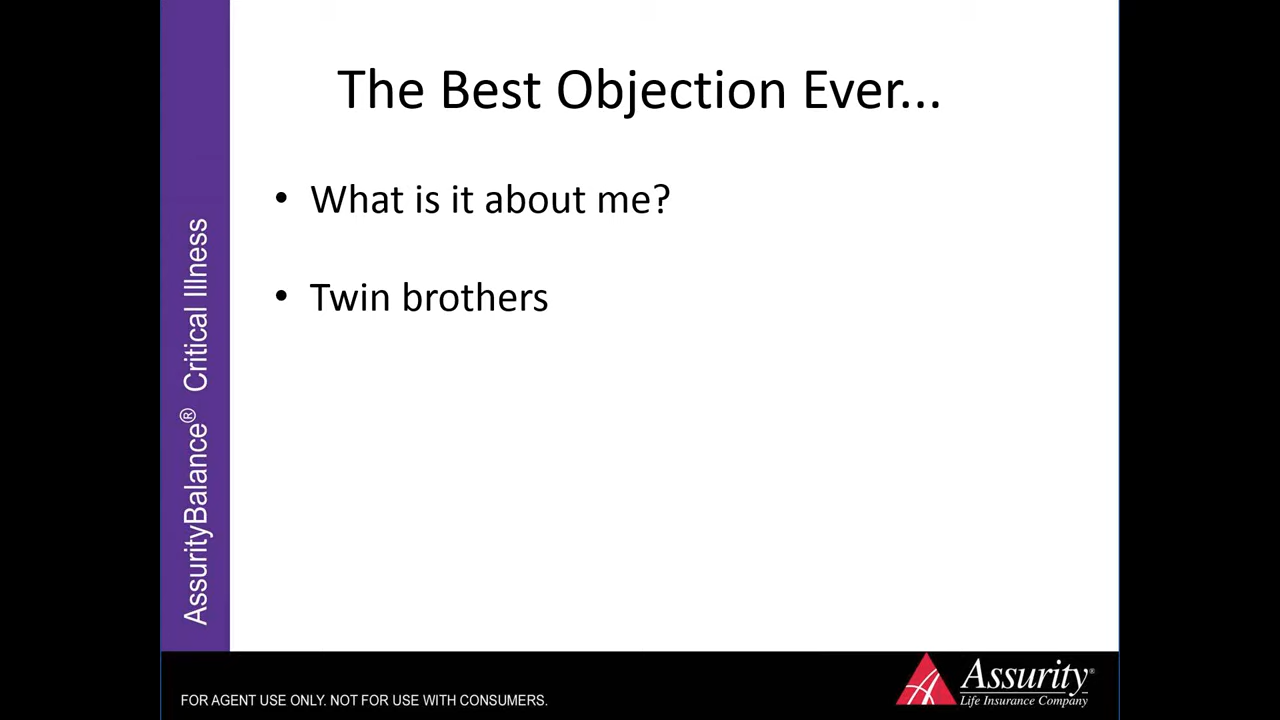 The Best Objection Ever...
• What is it about me?
• Twin brothers
AssurityBalance® Critical Illness
FOR AGENT USE ONLY. NOT FOR USE WITH CONSUMERS.
Assurity®
Life Insurance Company